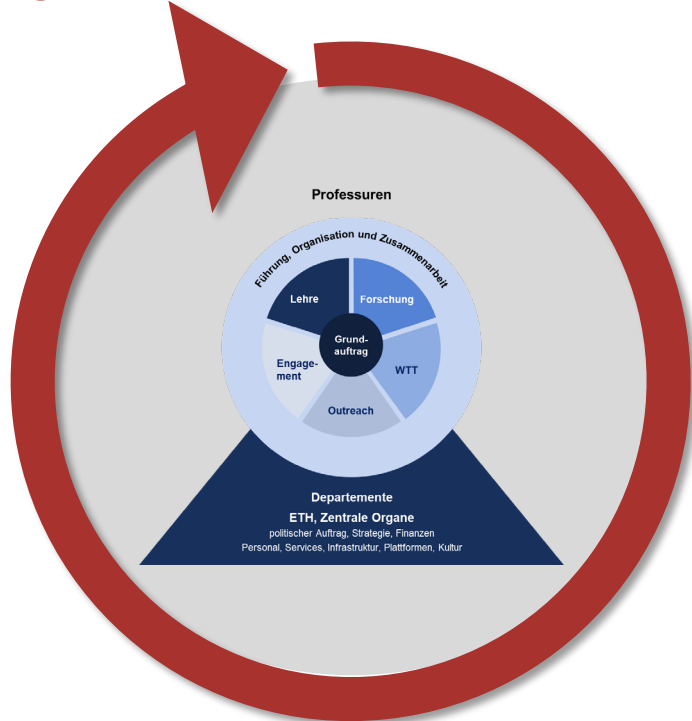 Professuren
Führung, Organisation und Zusammenarbeit
Lehre
Forschung
Grund-
auftrag
Engage-
ment
WTT
Outreach
Departemente
ETH, Zentrale Organe
politischer Auftrag, Strategie, Finanzen
Personal, Services, Infrastruktur, Plattformen, Kultur